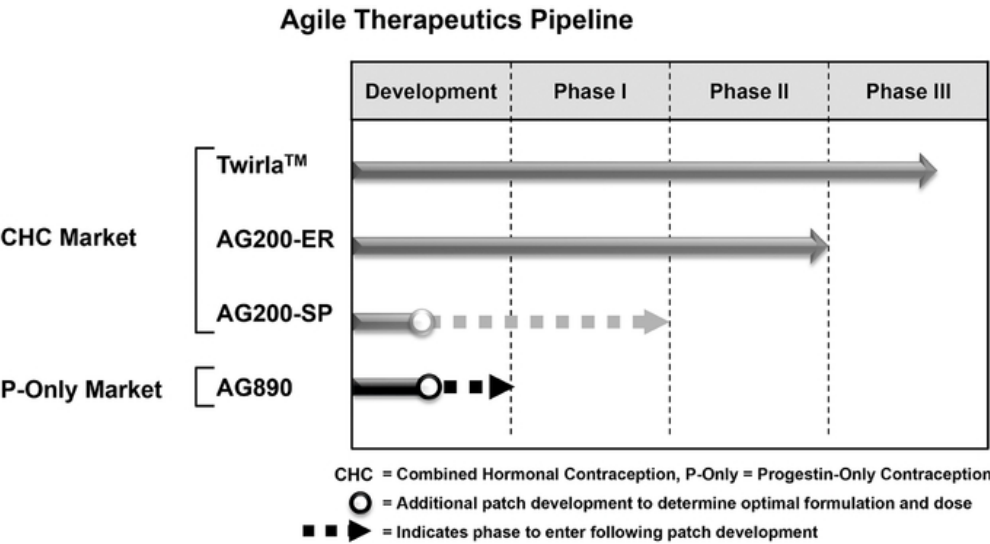 Agile Therapeutics Pipeline
Development Phase I Phase II Phase III
Twirla™
CHC Market
AG200-ER
AG200-SP
P-Only Market
AG890
CHC = Combined Hormonal Contraception, P-Only = Progestin-Only Contraception
= Additional patch development to determine optimal formulation and dose
= Indicates phase to enter following patch development